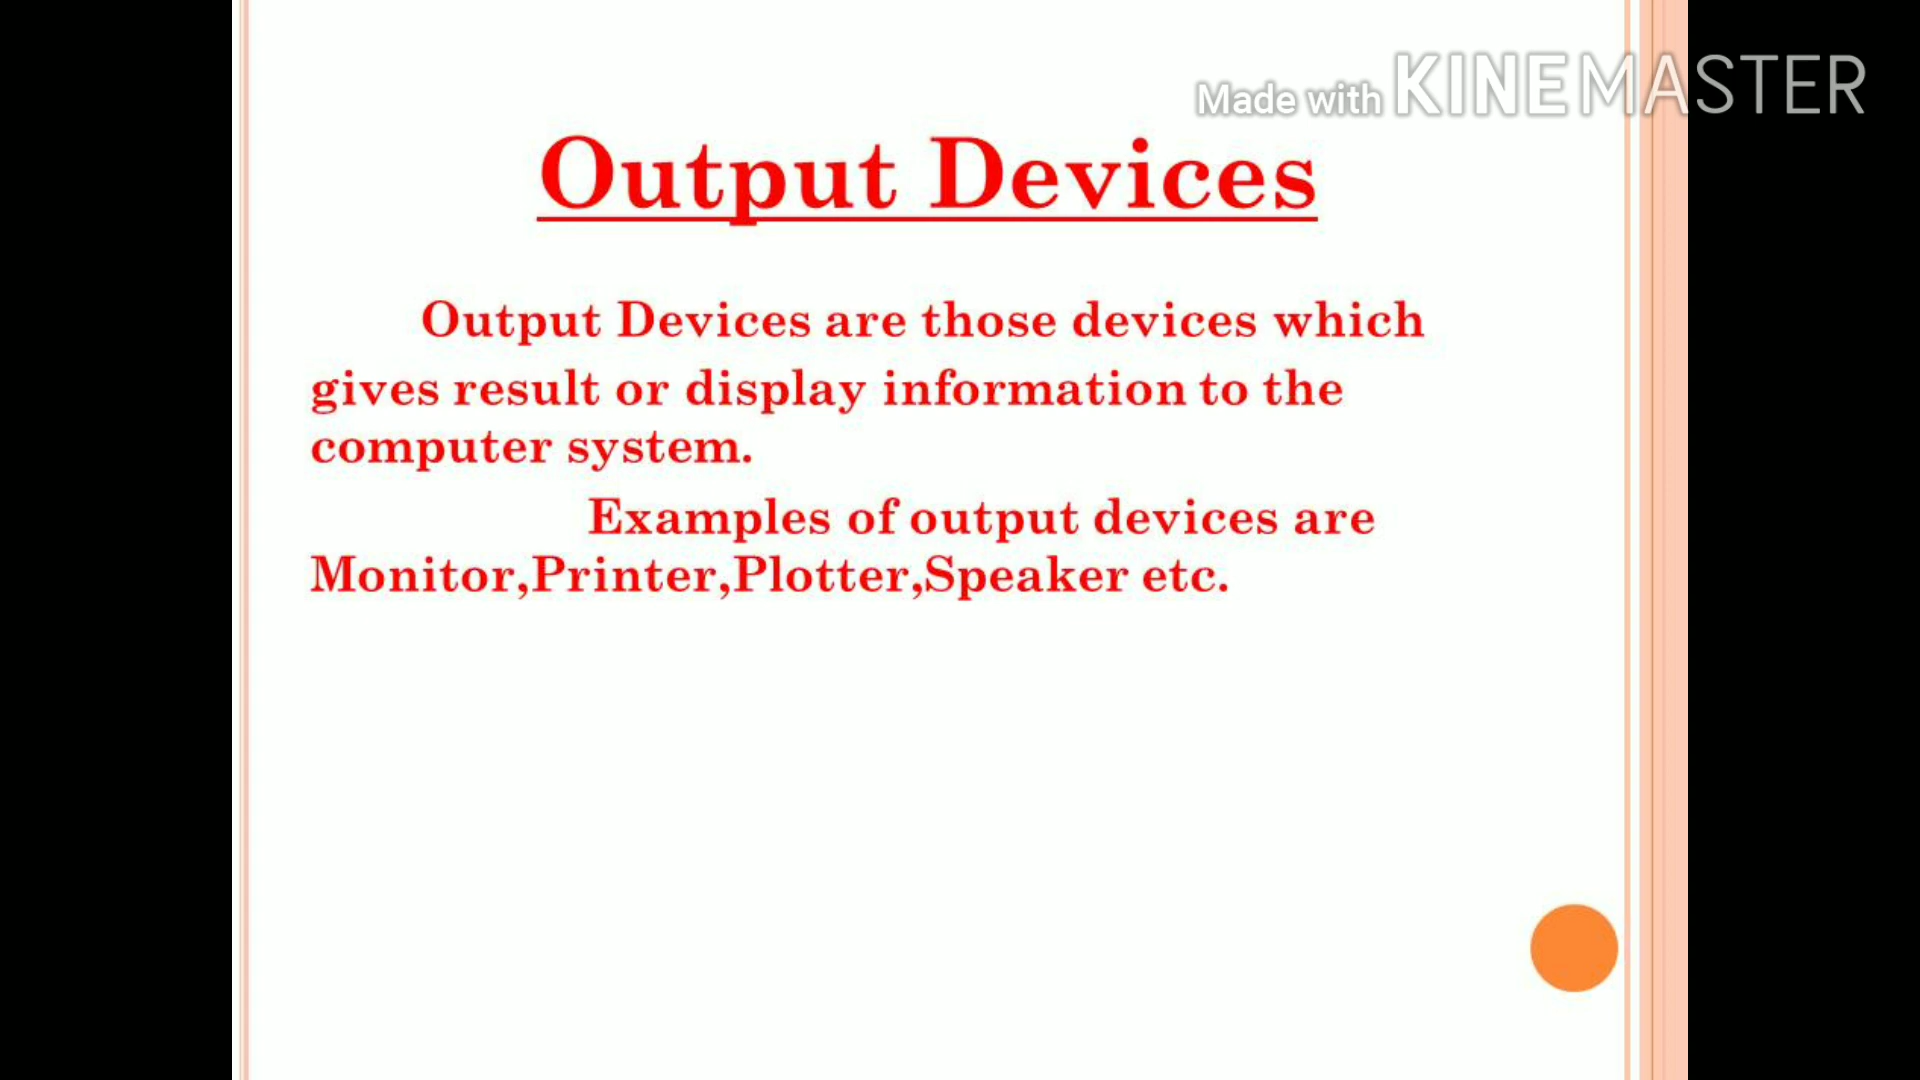 Made with KINEMASTER
Output Devices
Output Devices are those devices which
gives result or display information to the
computer system.
Examples of output devices are
Monitor,Printer,Plotter,Speaker etc.